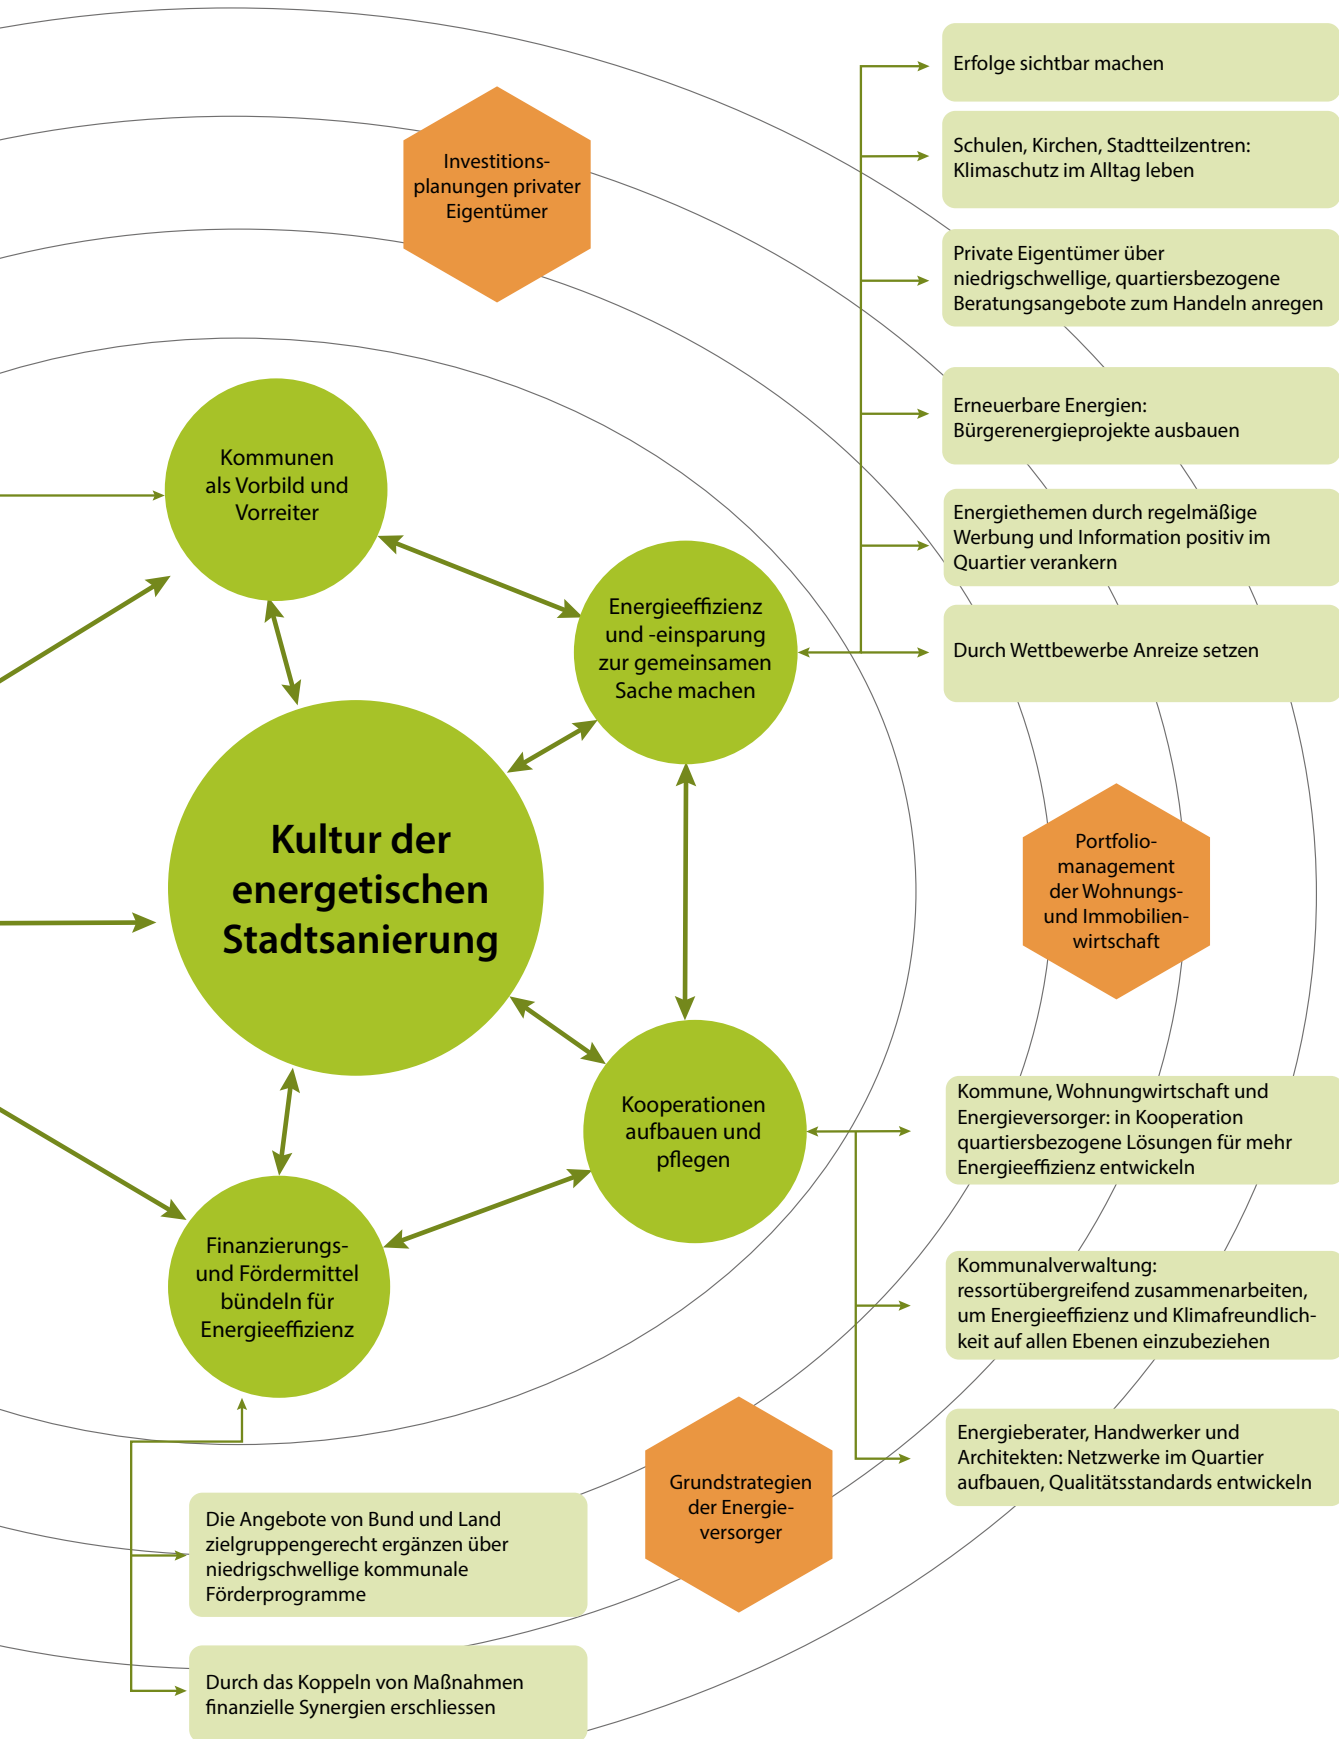 Erfolge sichtbar machen
Schulen, Kirchen, Stadtteilzentren:
Klimaschutz im Alltag leben
Investitions-
planungen privater
Eigentümer
Private Eigentümer über
niedrigschwellige, quartiersbezogene
Beratungsangebote zum Handeln anregen
Erneuerbare Energien:
Bürgerenergieprojekte ausbauen
Kommunen
als Vorbild und
Vorreiter
Energiethemen durch regelmäßige
Werbung und Information positiv im
Quartier verankern
Energieeffizienz
und -einsparung
zur gemeinsamen
Sache machen
Durch Wettbewerbe Anreize setzen
Kultur der
energetischen
Stadtsanierung
Portfolio-
management
der Wohnungs-
und Immobilien-
wirtschaft
Kooperationen
aufbauen und
pflegen
Kommune, Wohnungwirtschaft und
Energieversorger: in Kooperation
quartiersbezogene Lösungen für mehr
Energieeffizienz entwickeln
Finanzierungs-
und Fördermittel
bündeln für
Energieeffizienz
Kommunalverwaltung:
ressortübergreifend zusammenarbeiten,
um Energieeffizienz und Klimafreundlich-
keit auf allen Ebenen einzubeziehen
Energieberater, Handwerker und
Architekten: Netzwerke im Quartier
aufbauen, Qualitätsstandards entwickeln
Grundstrategien
der Energie-
versorger
Die Angebote von Bund und Land
zielgruppengerecht ergänzen über
niedrigschwellige kommunale
Förderprogramme
Durch das Koppeln von Maßnahmen
finanzielle Synergien erschliessen